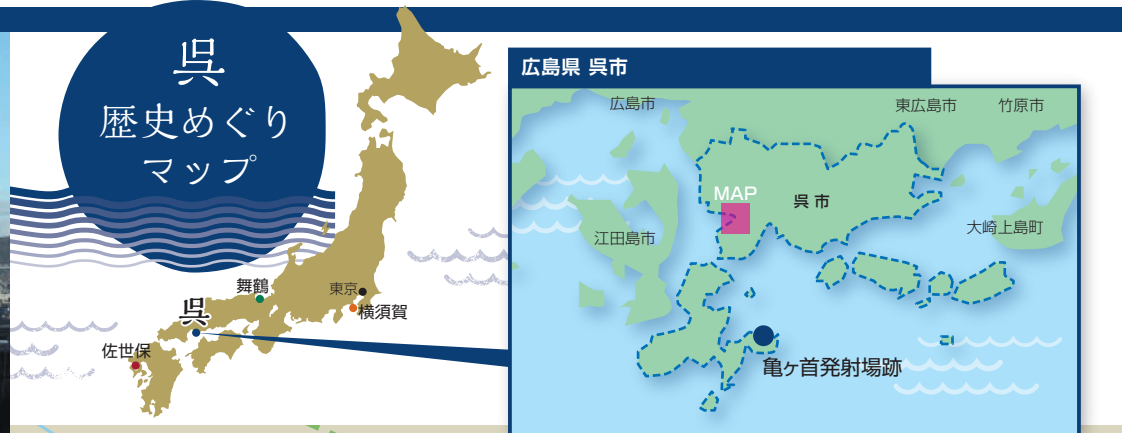 呉
歴史めぐり
マップ
舞鶴
東京
横須賀
呉
佐世保
広島県 呉市
広島市
東広島市
竹原市
MAP
呉市
江田島市
大崎上島町
亀ヶ首発射場跡